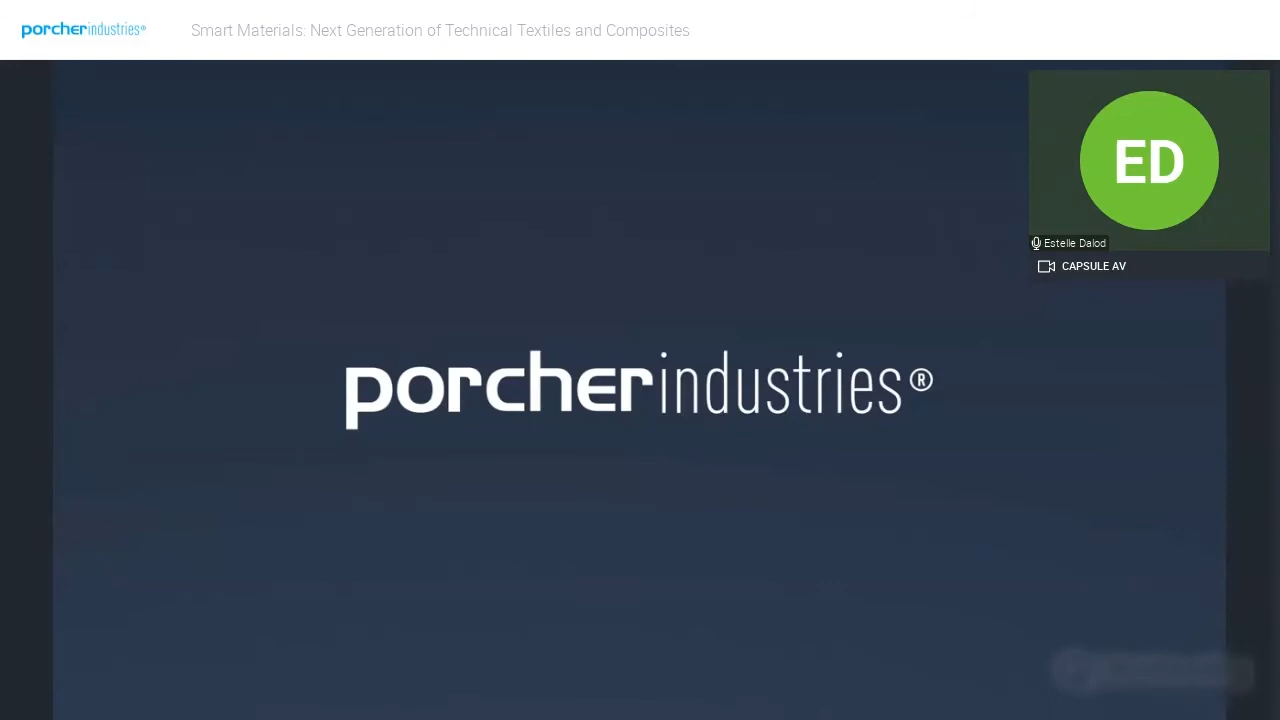 porcherindustries®
Smart Materials: Next Generation of Technical Textiles and Composites
ED
Estelle Dalod
CAPSULE AV
porcherindustries®